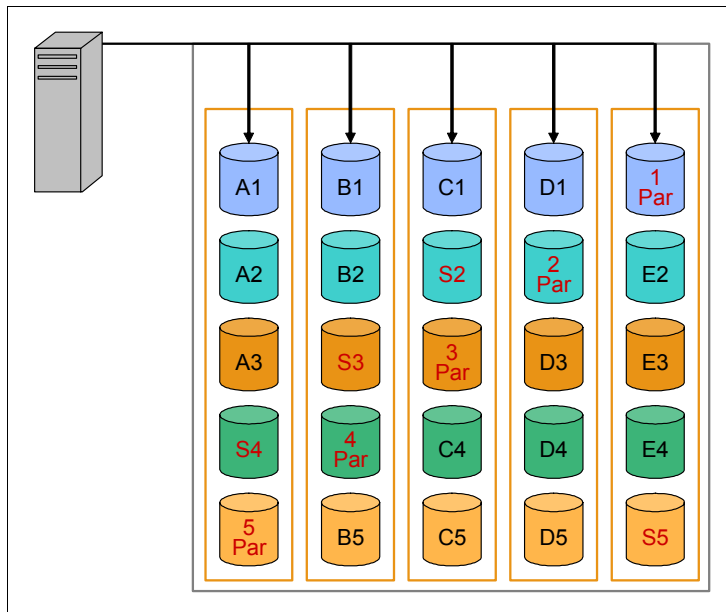 A1 B1 C1 D1 1
Par
A2 B2 S2 2
Par E2
A3 S3 3
Par D3 E3
S4 4
Par C4 D4 E4
5
Par B5 C5 D5 S5